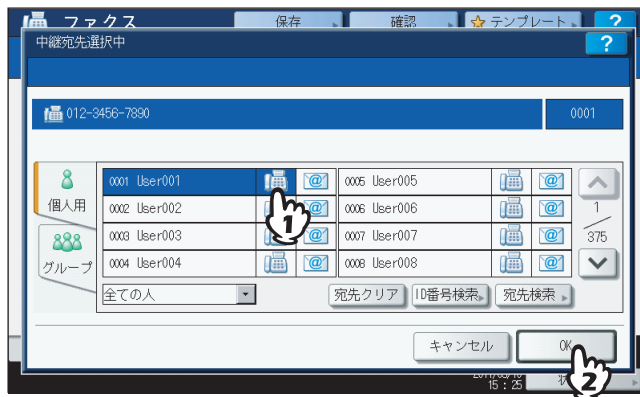 ファクス 保存 確認 テンプレート ?
中継宛先選択中 ?
012-3456-7890 0001
個人用
グループ
0001 User001 @ 0005 User005 @
0002 User002 @ 0006 User006 @
0003 User003 @ 0007 User007 @
0004 User004 @ 0008 User008 @
1
375
全ての人 宛先クリア ID番号検索 宛先検索
キャンセル OK
1
2
15:25